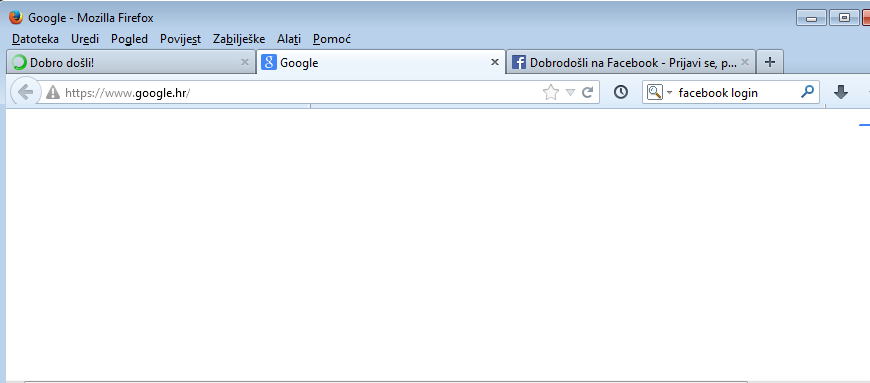 Google - Mozilla Firefox
Datoteka Uredi Pogled Povijest Zabilješke Alati Pomoć
Dobro došli! Google Dobrodošli na Facebook - Prijavi se, p...
https://www.google.hr/ facebook login